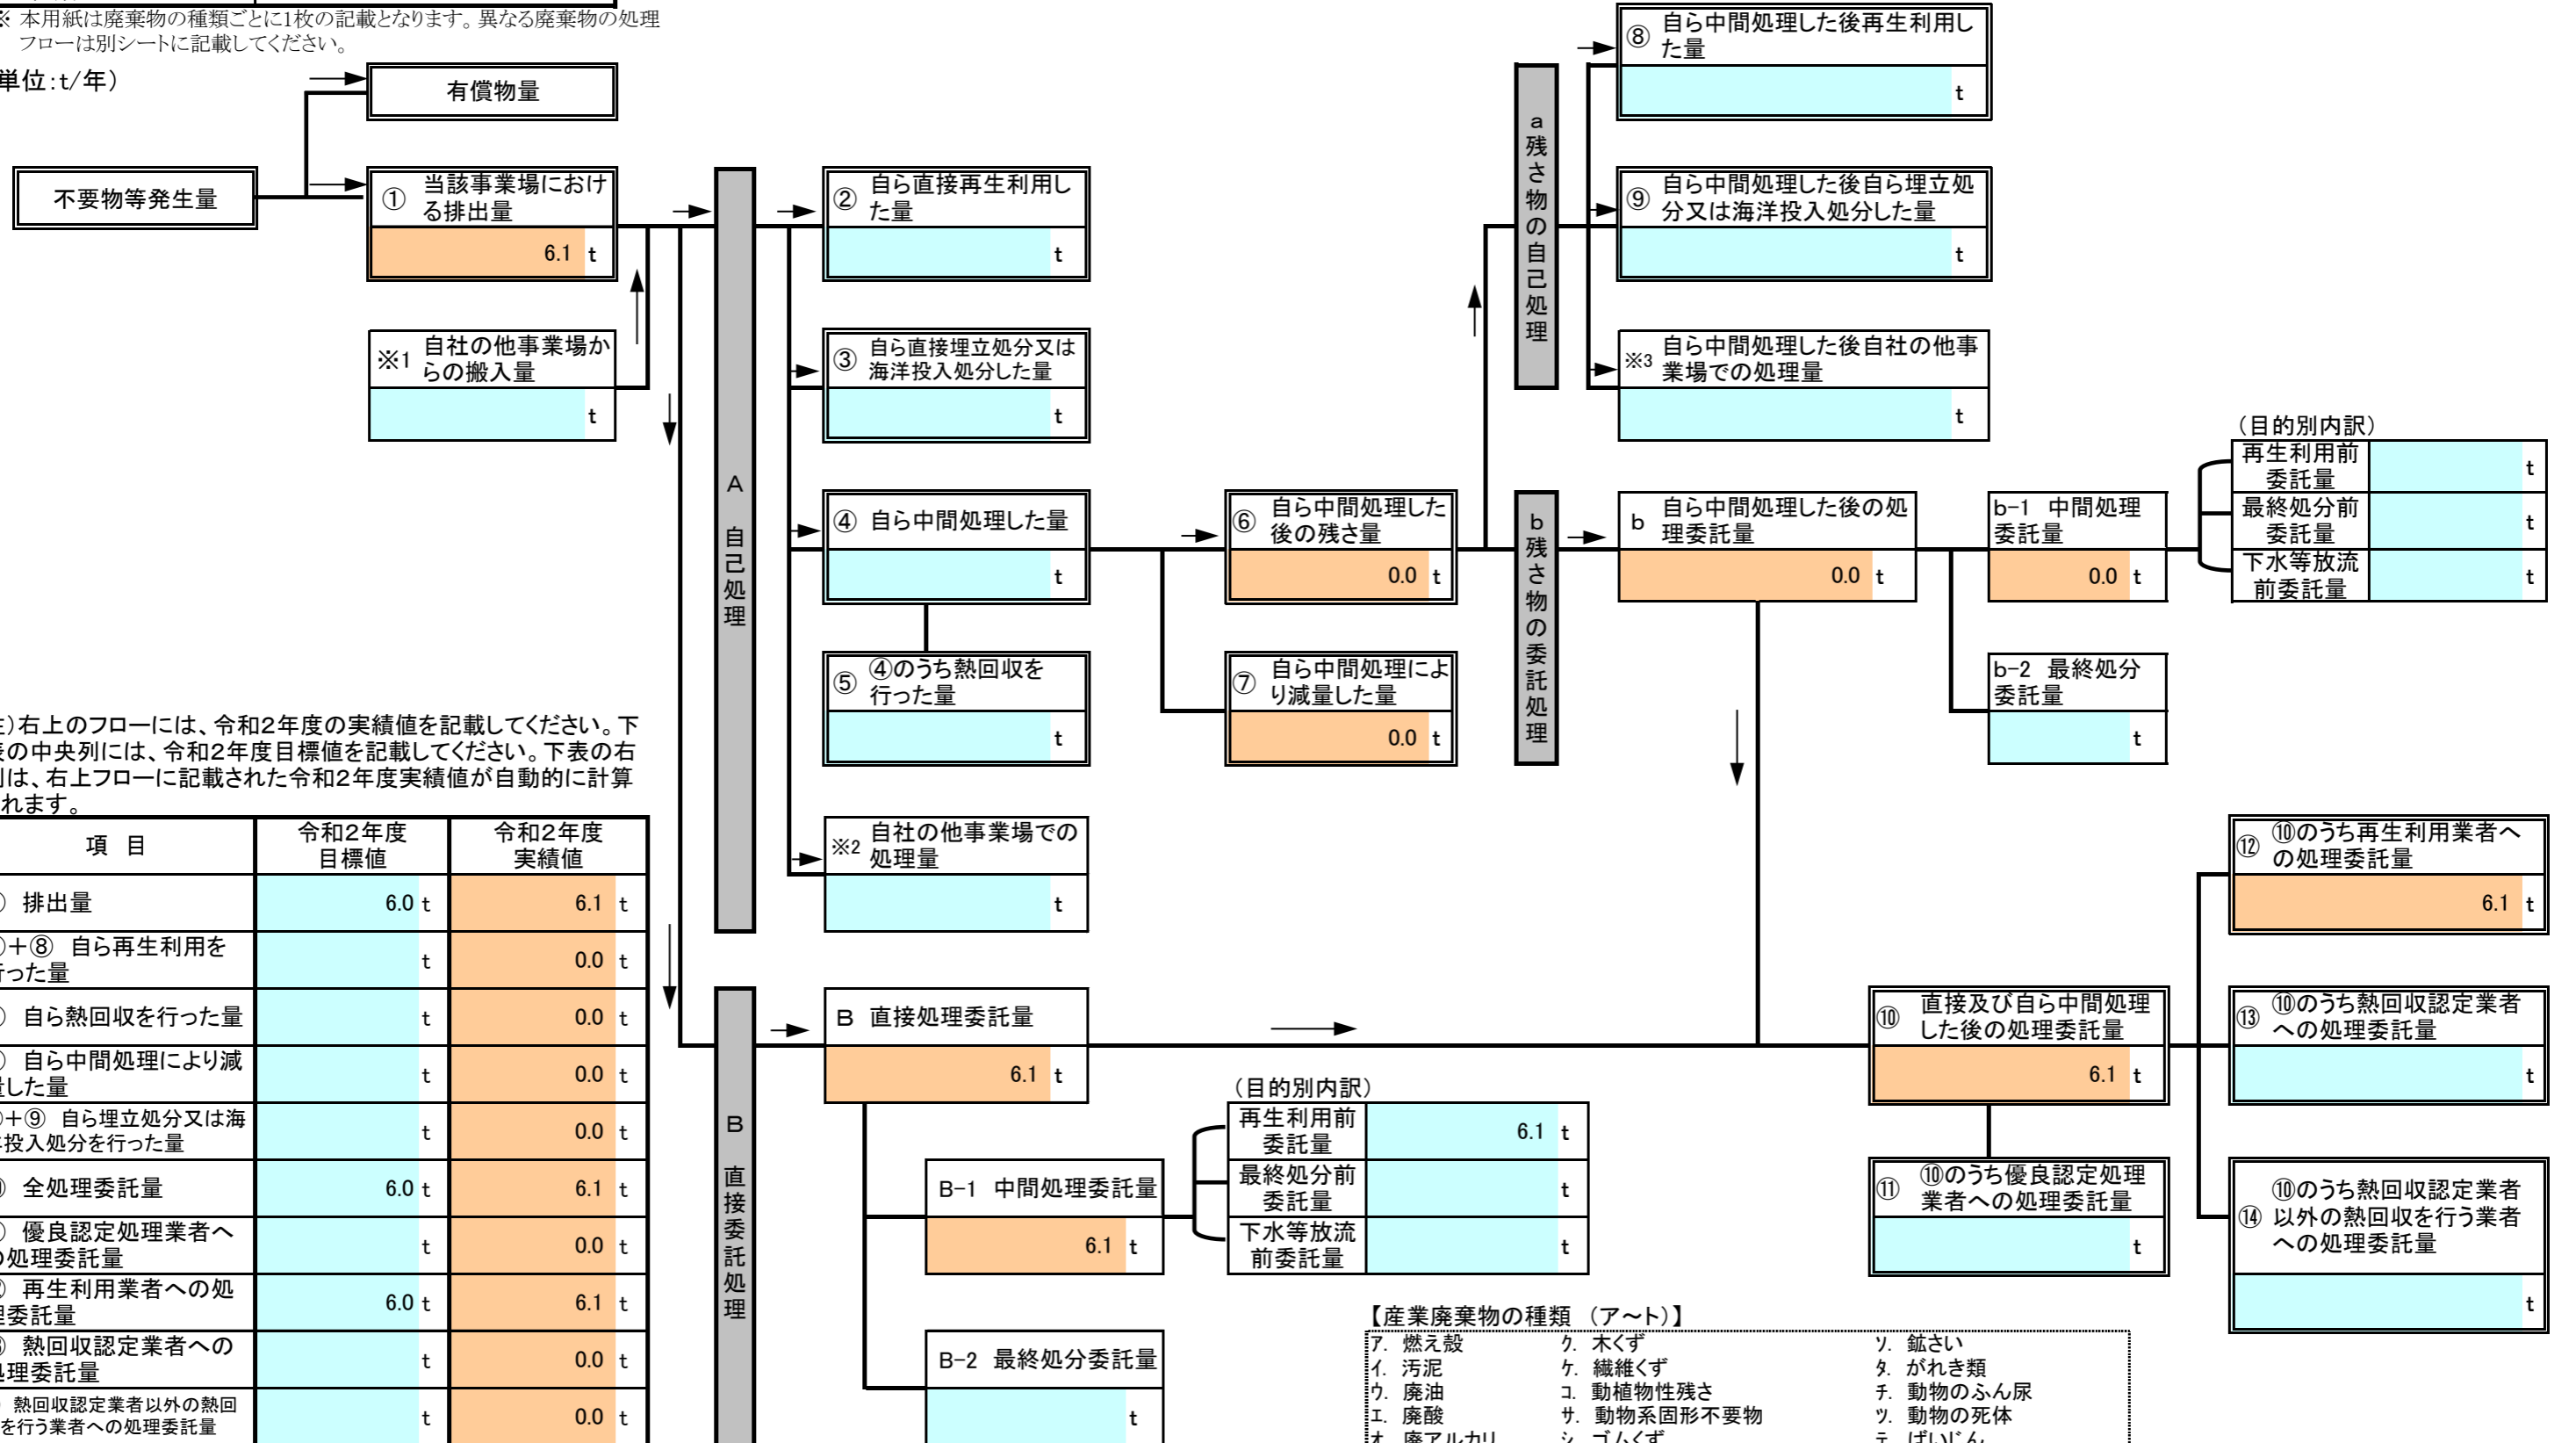 ※ 本用紙は廃棄物の種類ごとに1枚の記載となります。異なる廃棄物の処理
フローは別シートに記載してください。
単位:t/年)
有償物量
不要物等発生量
① 当該事業場におけ
る排出量
6.1 t
※1 自社の他事業場か
らの搬入量
t
A 自己処理
② 自ら直接再生利用し
た量
t
③ 自ら直接埋立処分又は
海洋投入処分した量
t
④ 自ら中間処理した量
t
⑤ ④のうち熱回収を
行った量
t
※2 自社の他事業場での
処理量
t
⑥ 自ら中間処理した
後の残さ量
0.0 t
⑦ 自ら中間処理によ
り減量した量
0.0 t
a残さ物の自己処理
⑧ 自ら中間処理した後再生利用し
た量
t
⑨ 自ら中間処理した後自ら埋立処
分又は海洋投入処分した量
t
※3 自ら中間処理した後自社の他事
業場での処理量
t
b残さ物の委託処理
b 自ら中間処理した後の処
理委託量
0.0 t
b-1 中間処理
委託量
0.0 t
(目的別内訳)
再生利用前
委託量
t
最終処分前
委託量
t
下水等放流
前委託量
t
b-2 最終処分
委託量
t
)右上のフローには、令和2年度の実績値を記載してください。下
の中央列には、令和2年度目標値を記載してください。下表の右
は、右上フローに記載された令和2年度実績値が自動的に計算
れます。
項 目
令和2年度
目標値
令和2年度
実績値
排出量 6.0 t 6.1 t
+⑧ 自ら再生利用を
った量
t 0.0 t
自ら熱回収を行った量 t 0.0 t
自ら中間処理により減
した量
t 0.0 t
+⑨ 自ら埋立処分又は海
投入処分を行った量
t 0.0 t
全処理委託量 6.0 t 6.1 t
優良認定処理業者へ
の処理委託量
t 0.0 t
再生利用業者への処
理委託量
6.0 t 6.1 t
熱回収認定業者への
処理委託量
t 0.0 t
熱回収認定業者以外の熱回
を行う業者への処理委託量
t 0.0 t
B 直接委託処理
B 直接処理委託量
6.1 t
B-1 中間処理委託量
6.1 t
(目的別内訳)
再生利用前
委託量
6.1 t
最終処分前
委託量
t
下水等放流
前委託量
t
B-2 最終処分委託量
t
⑩ 直接及び自ら中間処理
した後の処理委託量
6.1 t
⑪ ⑩のうち優良認定処理
業者への処理委託量
t
⑫ ⑩のうち再生利用業者へ
の処理委託量
6.1 t
⑬ ⑩のうち熱回収認定業者
への処理委託量
t
⑭ ⑩のうち熱回収認定業者
以外の熱回収を行う業者
への処理委託量
t
【産業廃棄物の種類 (ア~ト)】
ア. 燃え殻 ク. 木くず ソ. 鉱さい
イ. 汚泥 ケ. 繊維くず タ. がれき類
ウ. 廃油 コ. 動植物性残さ チ. 動物のふん尿
エ. 廃酸 サ. 動物系固形不要物 ツ. 動物の死体
オ. 廃アルカリ シ. ゴムくず テ. ばいじん